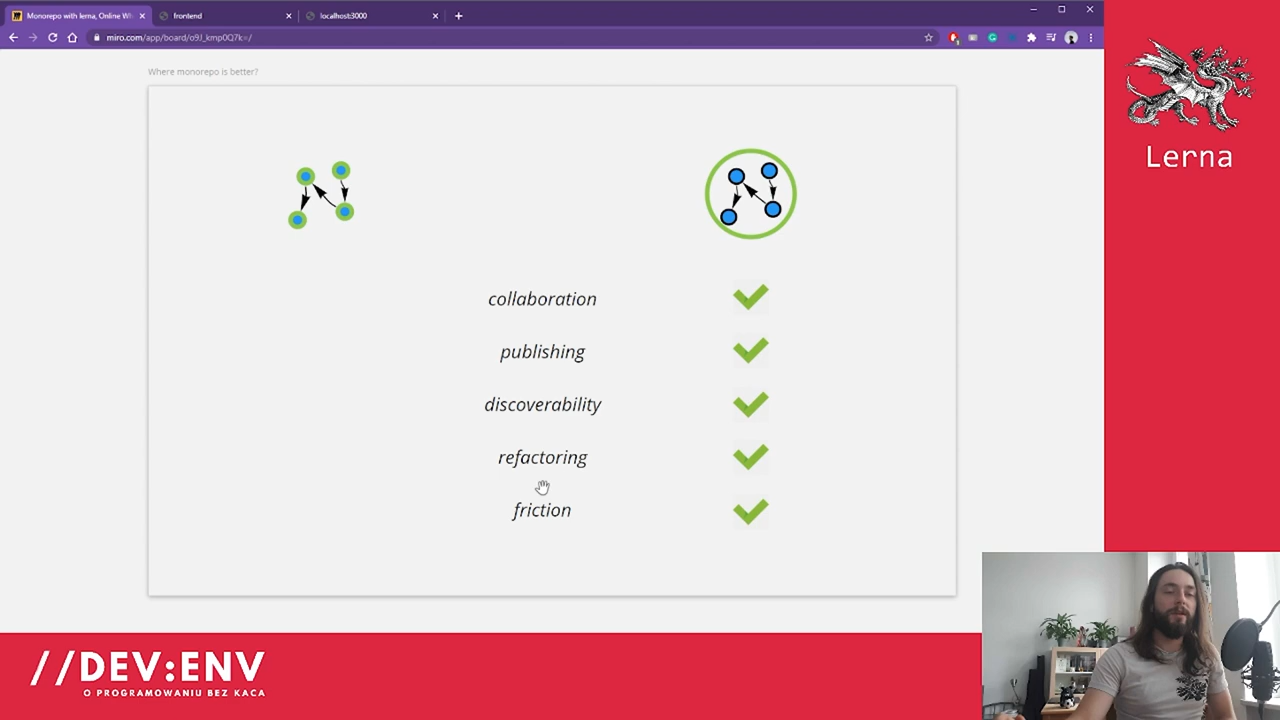 Monorepo with lerna, Online Wh
frontend
localhost:3000
miro.com/app/board/o9J_kmp0Q7k=/
Where monorepo is better?
Lerna
collaboration
publishing
discoverability
refactoring
friction
//DEV:ENV
O PROGRAMOWANIU BEZ KACA